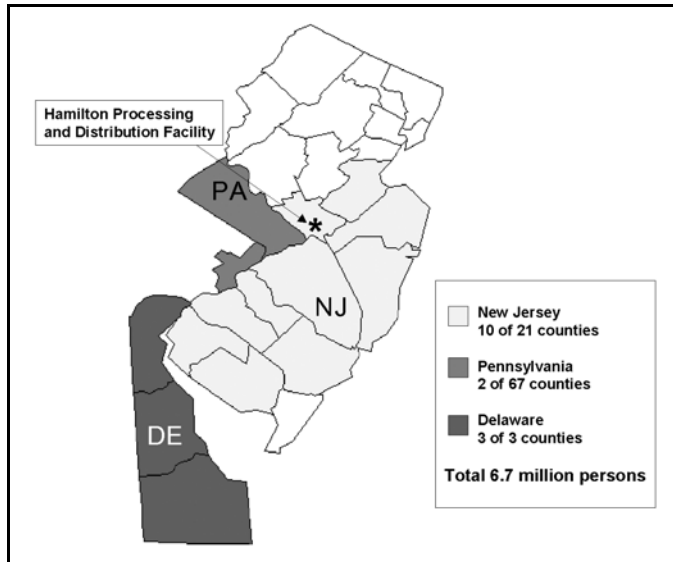 Hamilton Processing
and Distribution Facility
PA
*
NJ
DE
New Jersey
10 of 21 counties
Pennsylvania
2 of 67 counties
Delaware
3 of 3 counties
Total 6.7 million persons